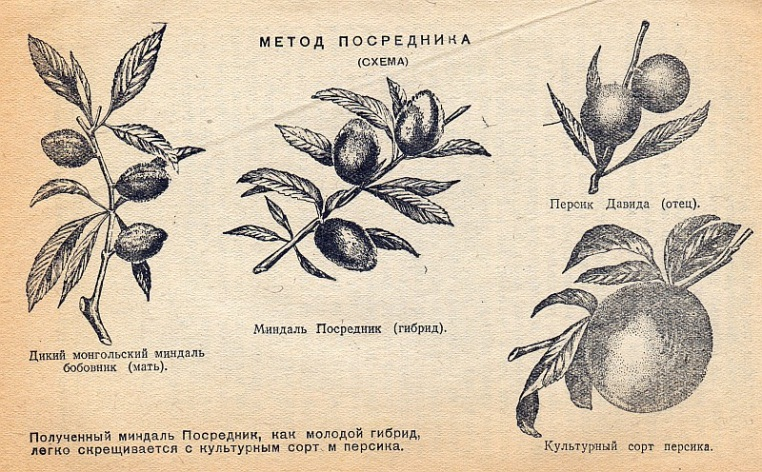 МЕТОД ПОСРЕДНИКА
(СХЕМА)
Персик Давида (отец).
Миндаль Посредник (гибрид).
Дикий монгольский миндаль
бобовник (мать).
Полученный миндаль Посредник, как молодой гибрид,
легко скрещивается с культурным сорт м персика.
Культурный сорт персика.